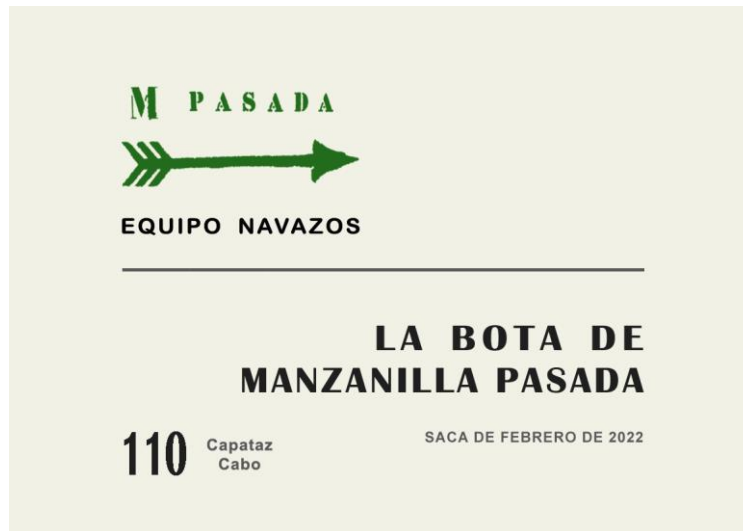 M PASADA
EQUIPO NAVAZOS
LA BOTA DE
MANZANILLA PASADA
110
Capataz
Cabo
SACA DE FEBRERO DE 2022